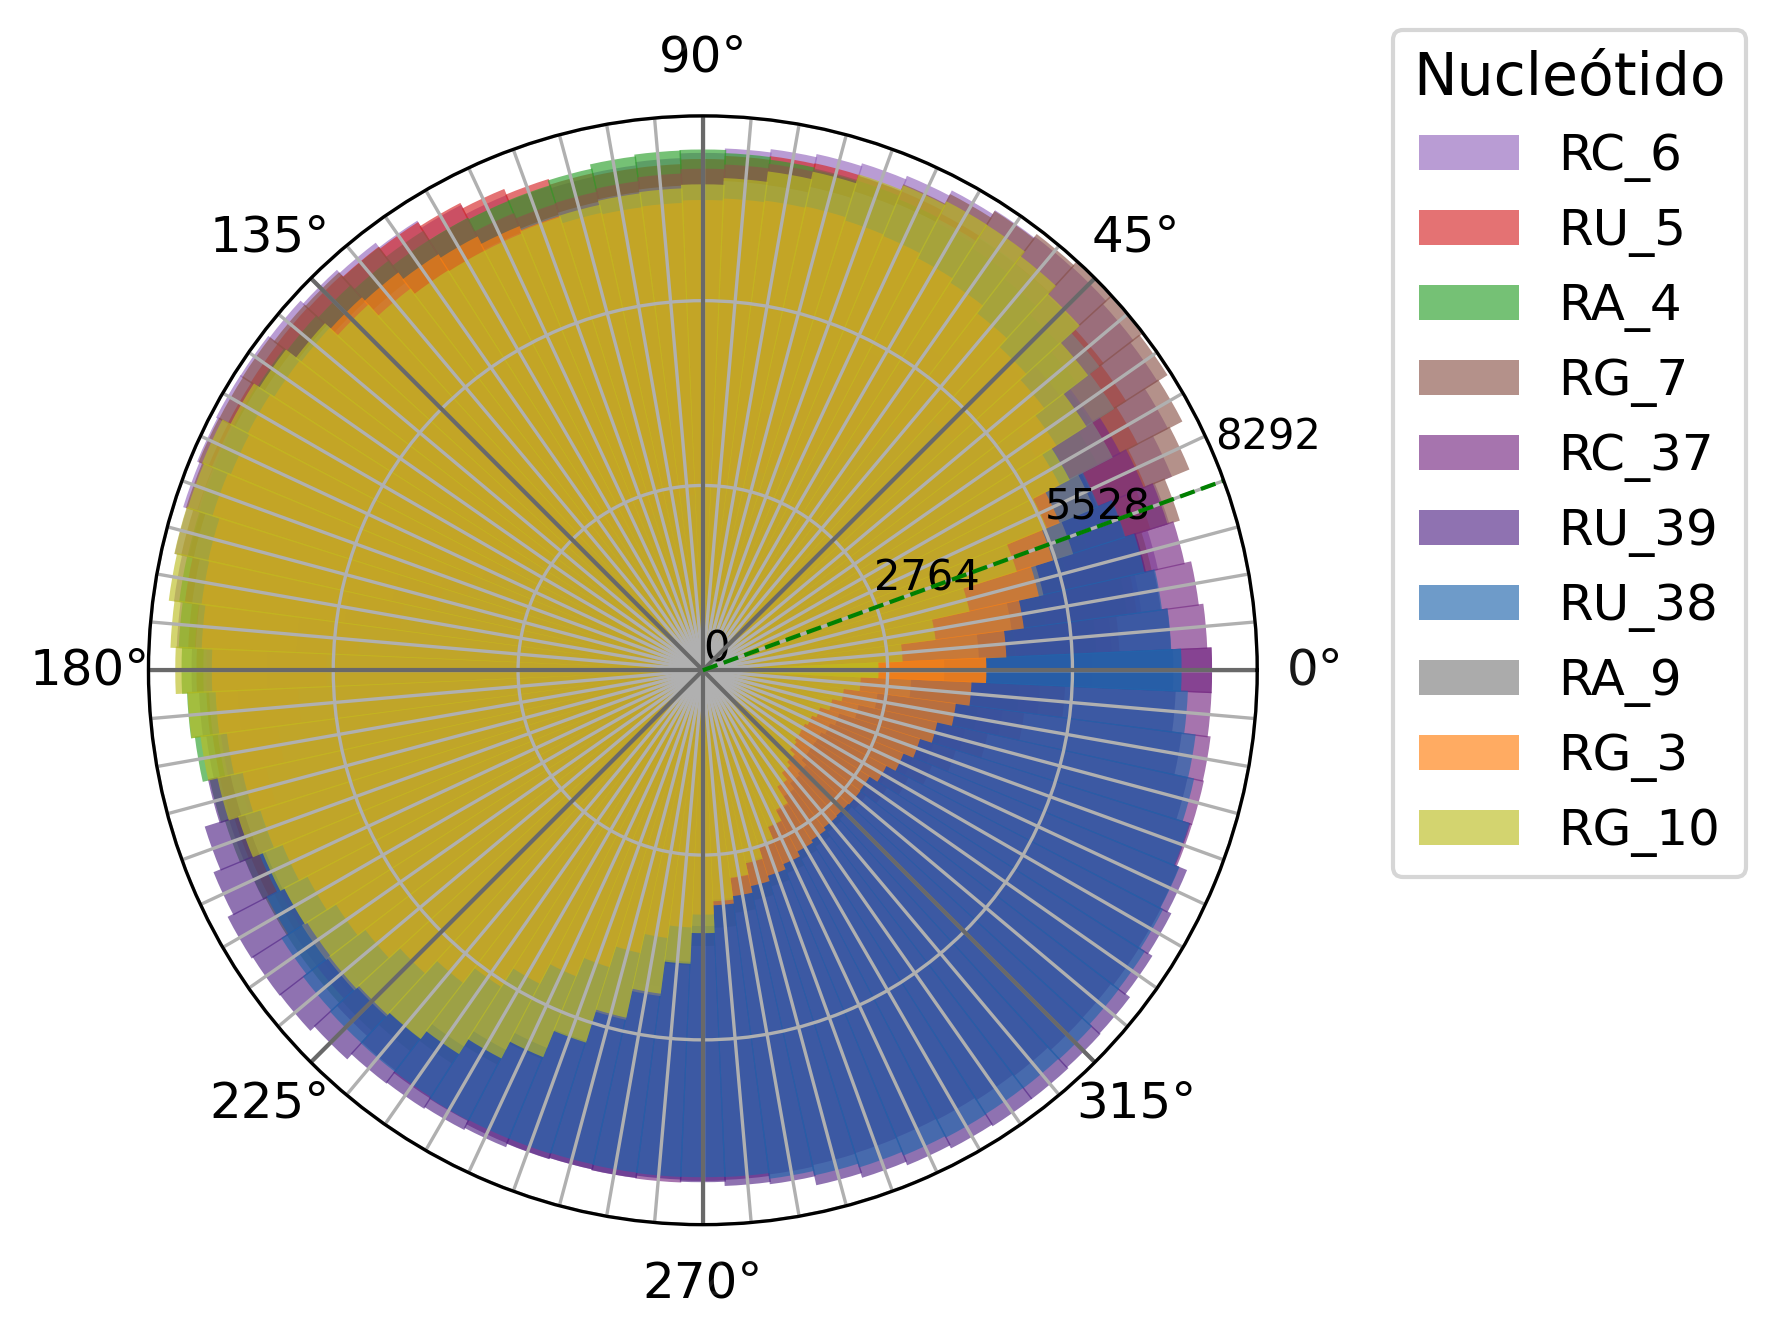 90°
45°
135°
8292
5528
2764
0
0°
180°
225°
315°
270°
Nucleótido
RC_6
RU_5
RA_4
RG_7
RC_37
RU_39
RU_38
RA_9
RG_3
RG_10